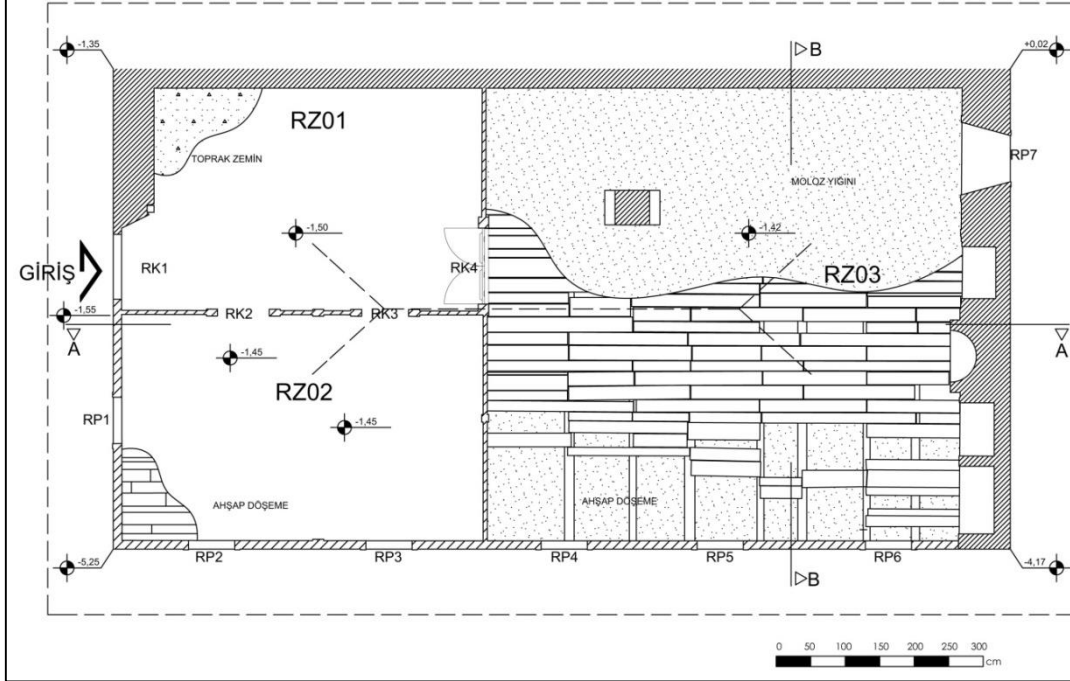 -1,35
B
+0,02
RZ01
TOPRAK ZEMİN
MOLOZ YIĞINI
RP7
-1,50
-1,42
GİRİŞ
RK1
RK4
RZ03
-1,55
RK2
RK3
A
A
-1,45
RZ02
RP1
-1,45
AHŞAP DÖŞEME
AHŞAP DÖŞEME
-5,25
RP2
RP3
RP4
RP5
RP6
-4,17
B
0 50 100 150 200 250 300
cm